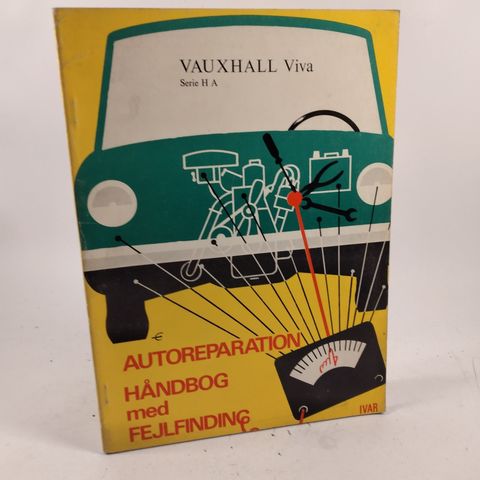 VAUXHALL Viva
Serie H A
AUTOREPARATION
HÅNDBOG
med
FEJLFINDING
IVAR